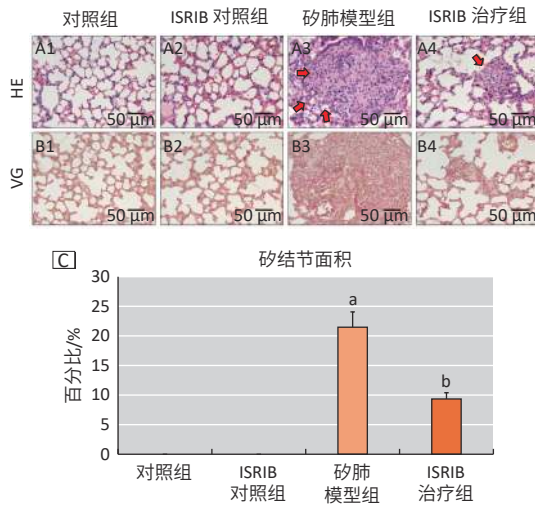 对照组 ISRIB 对照组 矽肺模型组 ISRIB 治疗组
HE
A1 A2 A3 A4
50 μm 50 μm 50 μm 50 μm
VG
B1 B2 B3 B4
50 μm 50 μm 50 μm 50 μm
C 矽结节面积
百分比/%
30
25
20
15
10
5
0
a
b
对照组 ISRIB 矽肺 ISRIB
对照组 模型组 治疗组